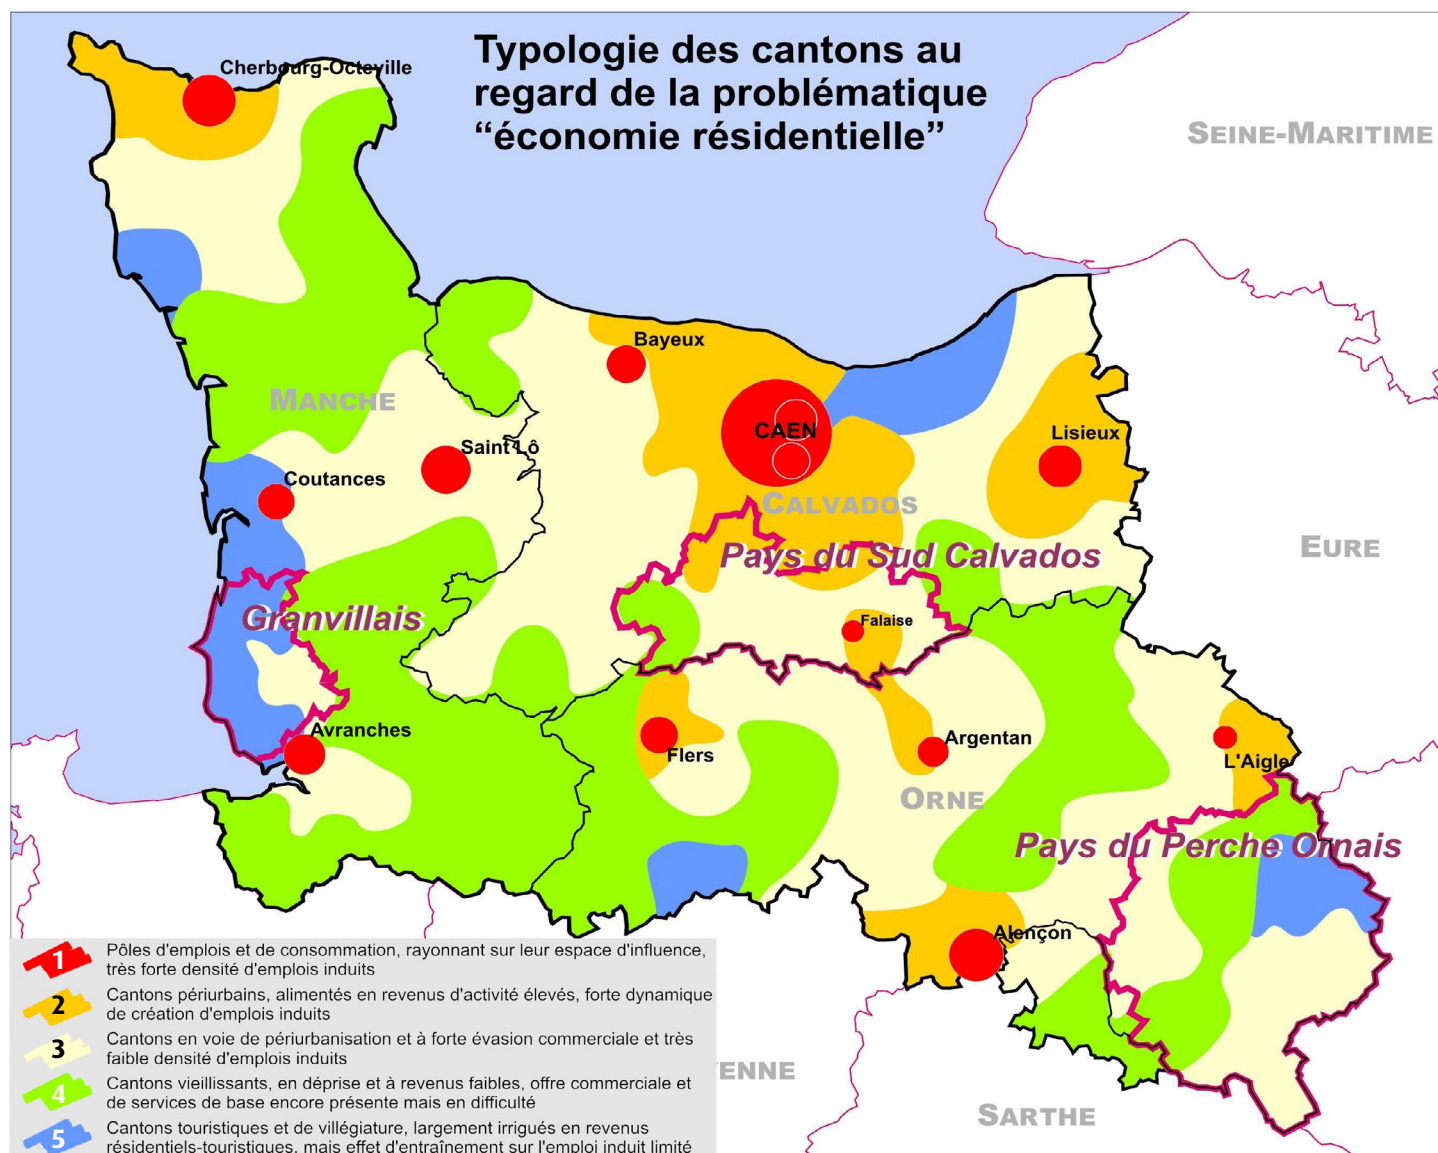 Typologie des cantons au
regard de la problématique
“économie résidentielle”
Cherbourg-Octeville
SEINE-MARITIME
Bayeux
MANCHE
CAEN
Lisieux
Saint Lô
Coutances
CALVADOS
EURE
Pays du Sud Calvados
Granvillais
Falaise
Avranches
Flers
Argentan
L'Aigle
ORNE
Pays du Perche Ornais
Alençon
1 Pôles d'emplois et de consommation, rayonnant sur leur espace d'influence,
très forte densité d'emplois induits
2 Cantons périurbains, alimentés en revenus d'activité élevés, forte dynamique
de création d'emplois induits
3 Cantons en voie de périurbanisation et à forte évasion commerciale et très
faible densité d'emplois induits
YENNE
4 Cantons vieillissants, en déprise et à revenus faibles, offre commerciale et
de services de base encore présente mais en difficulté
SARTHE
5 Cantons touristiques et de villégiature, largement irrigués en revenus
résidentiels-touristiques, mais effet d'entraînement sur l'emploi induit limité